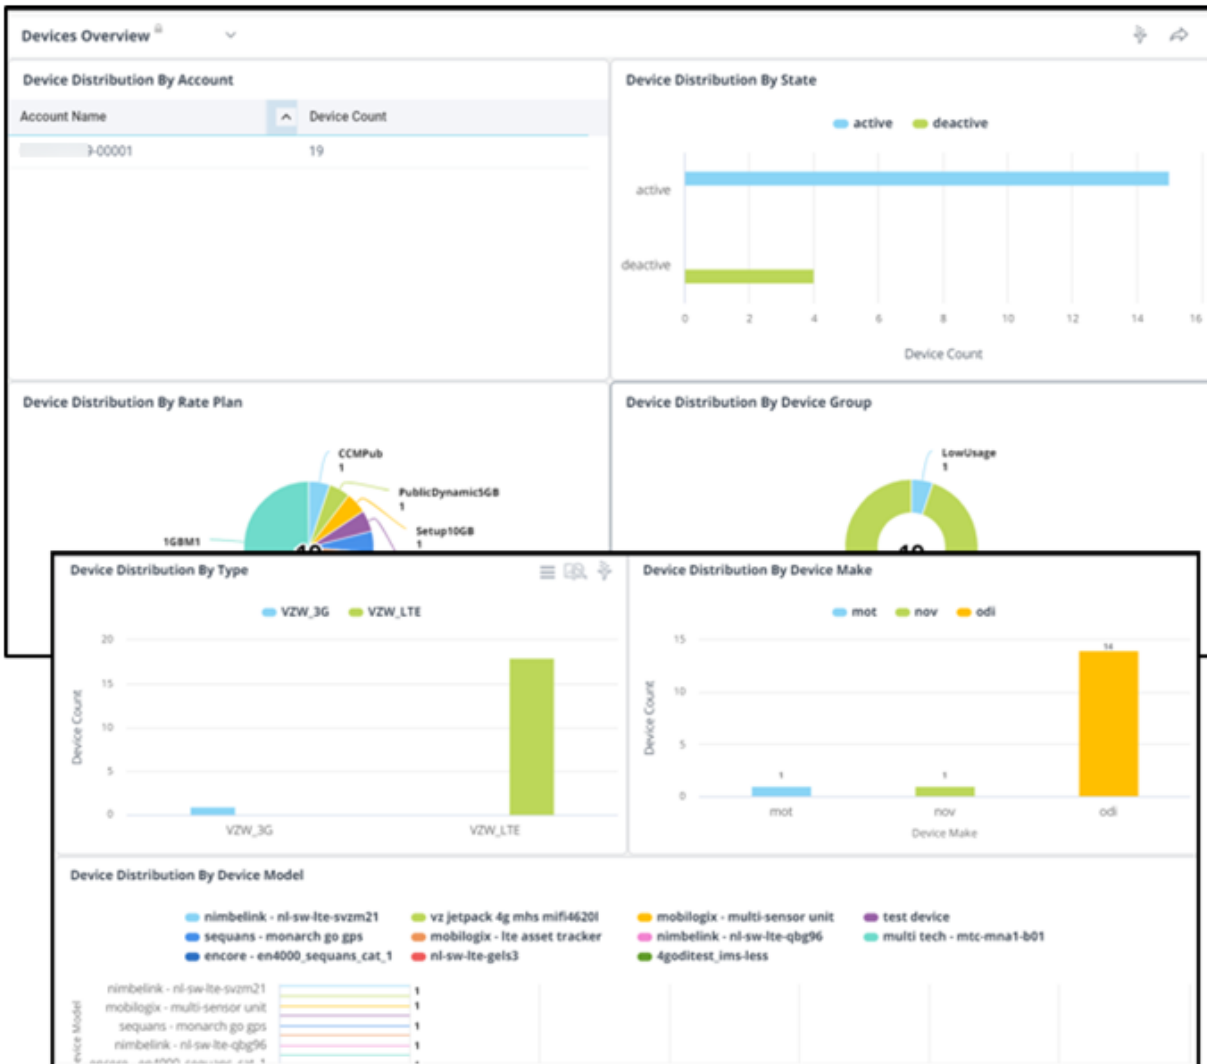 Devices Overview
Device Distribution By Account
Account Name Device Count
9-00001 19
Device Distribution By State
active deactive
active
deactive
0 2 4 6 8 10 12 14 16
Device Count
Device Distribution By Rate Plan
CCMPub
1
PublicDynamic5GB
1
Setup10GB
1
1GBM1
Device Distribution By Device Group
LowUsage
1
Device Distribution By Type
VZW_3G VZW_LTE
20
15
10
5
0
Device Count
VZW_3G VZW_LTE
Device Distribution By Device Make
mot nov odi
15
10
5
0
Device Count
1 1 14
mot nov odi
Device Make
Device Distribution By Device Model
nimbelink - nl-sw-lte-svzm21 vz jetpack 4g mhs mifi4620l mobilogix - multi-sensor unit test device
sequans - monarch go gps mobilogix - lte asset tracker nimbelink - nl-sw-lte-qbg96 multi tech - mtc-mna1-b01
encore - en4000_sequans_cat_1 nl-sw-lte-gels3 4goditest_ims-less
nimbelink - nl-sw-lte-svzm21 1
mobilogix - multi-sensor unit 1
sequans - monarch go gps 1
nimbelink - nl-sw-lte-qbg96 1